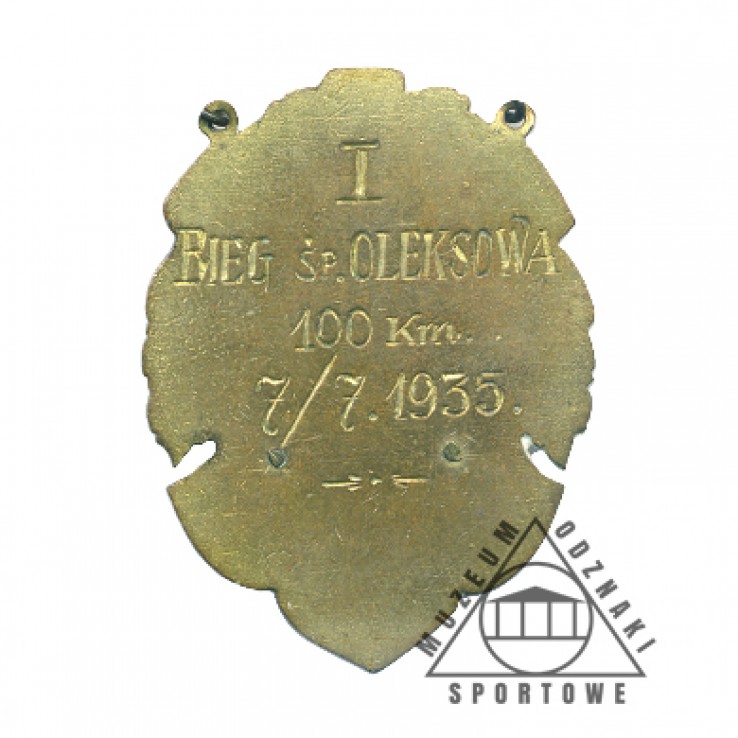 I
BIEG ŚP. OLEKSOWA
100 Km.
7/7.1935.
MUZEUM ODZNAKI
SPORTOWE